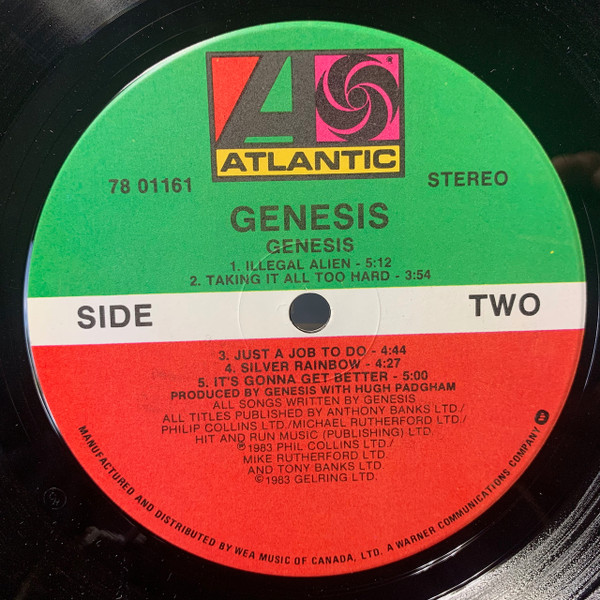 ATLANTIC
78 01161
STEREO
GENESIS
GENESIS
1. ILLEGAL ALIEN - 5:12
2. TAKING IT ALL TOO HARD - 3:54
SIDE TWO
3. JUST A JOB TO DO - 4:44
4. SILVER RAINBOW - 4:27
5. IT'S GONNA GET BETTER - 5:00
PRODUCED BY GENESIS WITH HUGH PADGHAM
ALL SONGS WRITTEN BY GENESIS
ALL TITLES PUBLISHED BY ANTHONY BANKS LTD./
PHILIP COLLINS LTD./MICHAEL RUTHERFORD LTD./
HIT AND RUN MUSIC (PUBLISHING) LTD.
℗1983 PHIL COLLINS LTD./
MIKE RUTHERFORD LTD.
AND TONY BANKS LTD.
©1983 GELRING LTD.
MANUFACTURED AND DISTRIBUTED BY WEA MUSIC OF CANADA, LTD. A WARNER COMMUNICATIONS COMPANY